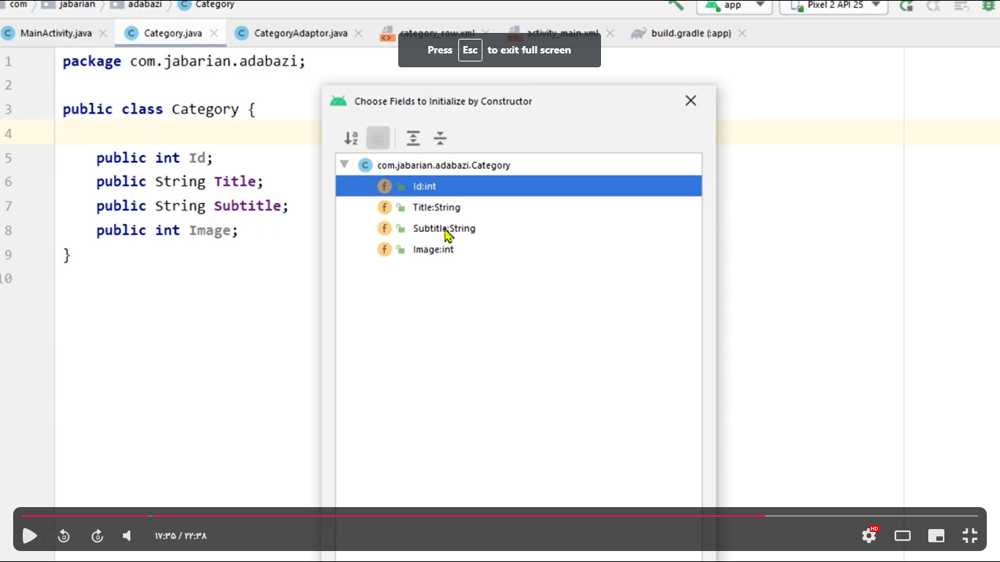 com jabarian adabazi Category
app Pixel 2 API 25
MainActivity.java Category.java CategoryAdaptor.java category_row.xml activity_main.xml build.gradle (:app)
Press Esc to exit full screen
1 package com.jabarian.adabazi;
2
3 public class Category {
4
5 public int Id;
6 public String Title;
7 public String Subtitle;
8 public int Image;
9 }
10
Choose Fields to Initialize by Constructor
com.jabarian.adabazi.Category
Id:int
Title:String
Subtitle:String
Image:int
۱۷:۳۵ / ۲۲:۳۸
HD